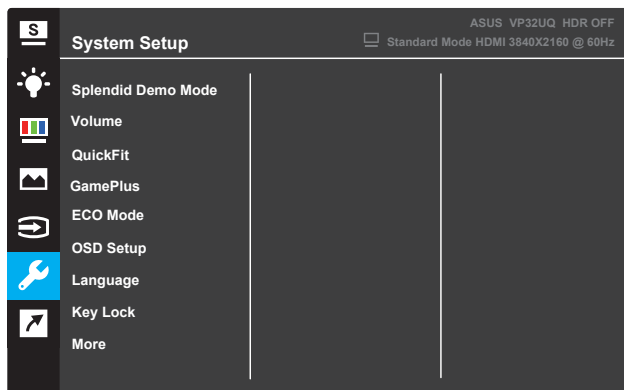 S
ASUS VP32UQ HDR OFF
System Setup
Standard Mode HDMI 3840X2160 @ 60Hz
Splendid Demo Mode
Volume
QuickFit
GamePlus
ECO Mode
OSD Setup
Language
Key Lock
More